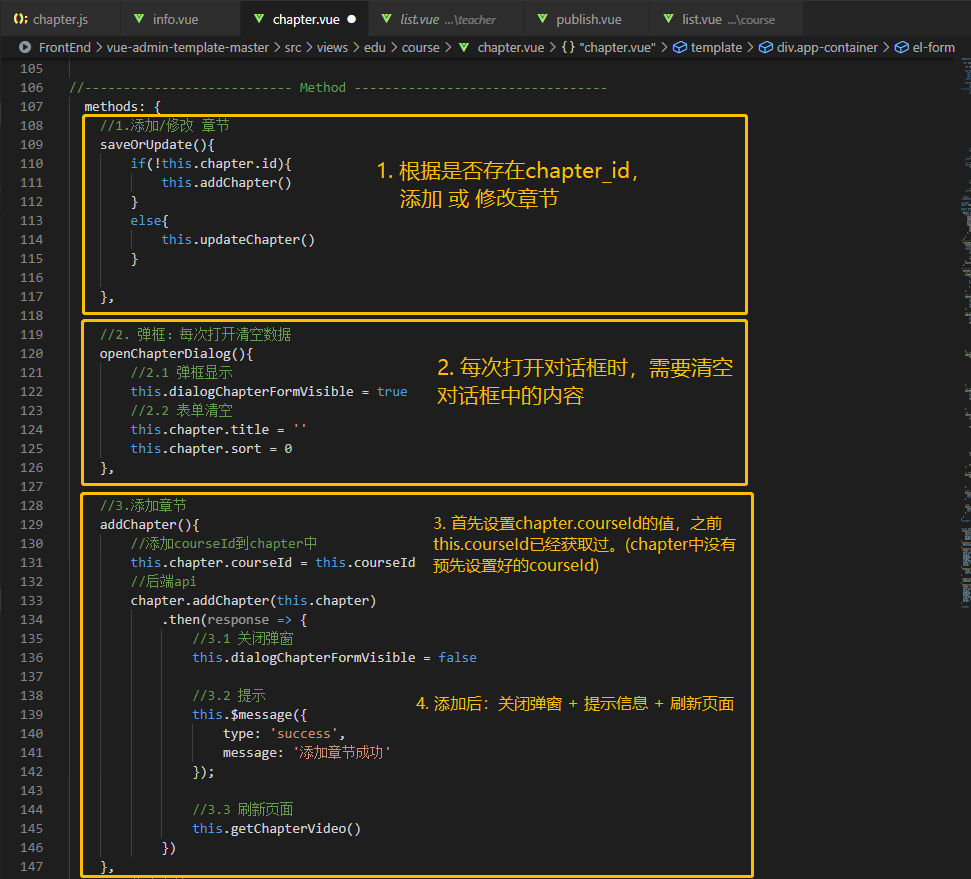 chapter.js info.vue chapter.vue list.vue ...\teacher publish.vue list.vue ...\course
FrontEnd > vue-admin-template-master > src > views > edu > course > chapter.vue > {} "chapter.vue" > template > div.app-container > el-form
105
106 //--------------------------- Method ---------------------------------
107 methods: {
108 //1.添加/修改 章节
109 saveOrUpdate(){
110 if(!this.chapter.id){
111 this.addChapter()
112 }
113 else{
114 this.updateChapter()
115 }
116
117 },
1. 根据是否存在chapter_id，
添加 或 修改章节
118
119 //2. 弹框：每次打开清空数据
120 openChapterDialog(){
121 //2.1 弹框显示
122 this.dialogChapterFormVisible = true
123 //2.2 表单清空
124 this.chapter.title = ''
125 this.chapter.sort = 0
126 },
2. 每次打开对话框时，需要清空
对话框中的内容
127
128 //3.添加章节
129 addChapter(){
130 //添加courseId到chapter中
131 this.chapter.courseId = this.courseId
132 //后端api
133 chapter.addChapter(this.chapter)
134 .then(response => {
135 //3.1 关闭弹窗
136 this.dialogChapterFormVisible = false
137
138 //3.2 提示
139 this.$message({
140 type: 'success',
141 message: '添加章节成功'
142 });
143
144 //3.3 刷新页面
145 this.getChapterVideo()
146 })
147 },
3. 首先设置chapter.courseId的值，之前
this.courseId已经获取过。(chapter中没有
预先设置好的courseId)
4. 添加后：关闭弹窗 + 提示信息 + 刷新页面